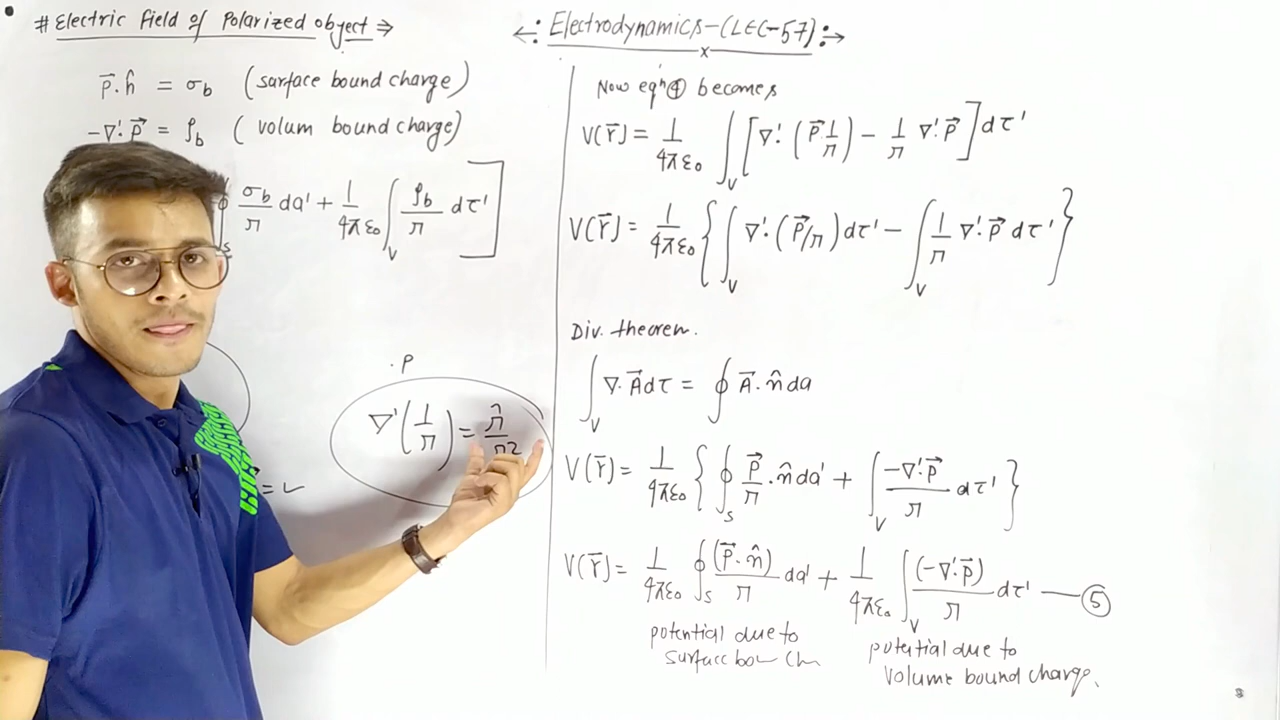 # Electric Field of Polarized object ⇒
P⃗.n̂ = σb (surface bound charge)
-∇'.P⃗ = ρb ( volum bound charge)
∮s σb/r da' + 1/4πε₀ ∫v ρb/r dτ' ]
. P
∇'(1/r) = r̂/r²
= ✓
←: Electrodynamics-(LEC-57) :→
x
Now eqⁿ ④ becomes
V(r⃗) = 1/4πε₀ ∫v [∇'. (P⃗ 1/r) - 1/r ∇'.P⃗ ] dτ'
V(r⃗) = 1/4πε₀ { ∫v ∇'.(P⃗/r) dτ' - ∫v 1/r ∇'.P⃗ dτ' }
Div. theorem.
∫v ∇. A⃗ dτ = ∮ A⃗. n̂ da
V(r⃗) = 1/4πε₀ { ∮s P⃗/r . n̂ da' + ∫v -∇'.P⃗/r dτ' }
V(r⃗) = 1/4πε₀ ∮s (P⃗. n̂)/r da' + 1/4πε₀ ∫v (-∇'.P⃗)/r dτ' — ⑤
potential due to
surface bou Ch
potential due to
volume bound charge.